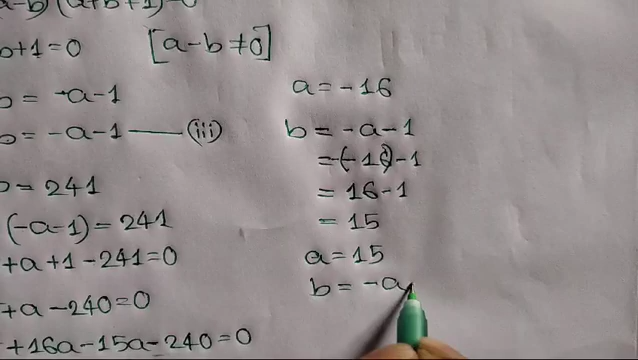 a-b) (a+b+1)=0
b+1=0 [a-b≠0]
b = -a-1
b = -a-1 —— (iii)
b = 241
(-a-1) = 241
+a+1-241=0
+a-240=0
+16a-15a-240=0
a = -16
b = -a-1
= -(-16)-1
= 16-1
= 15
a = 15
b = -a